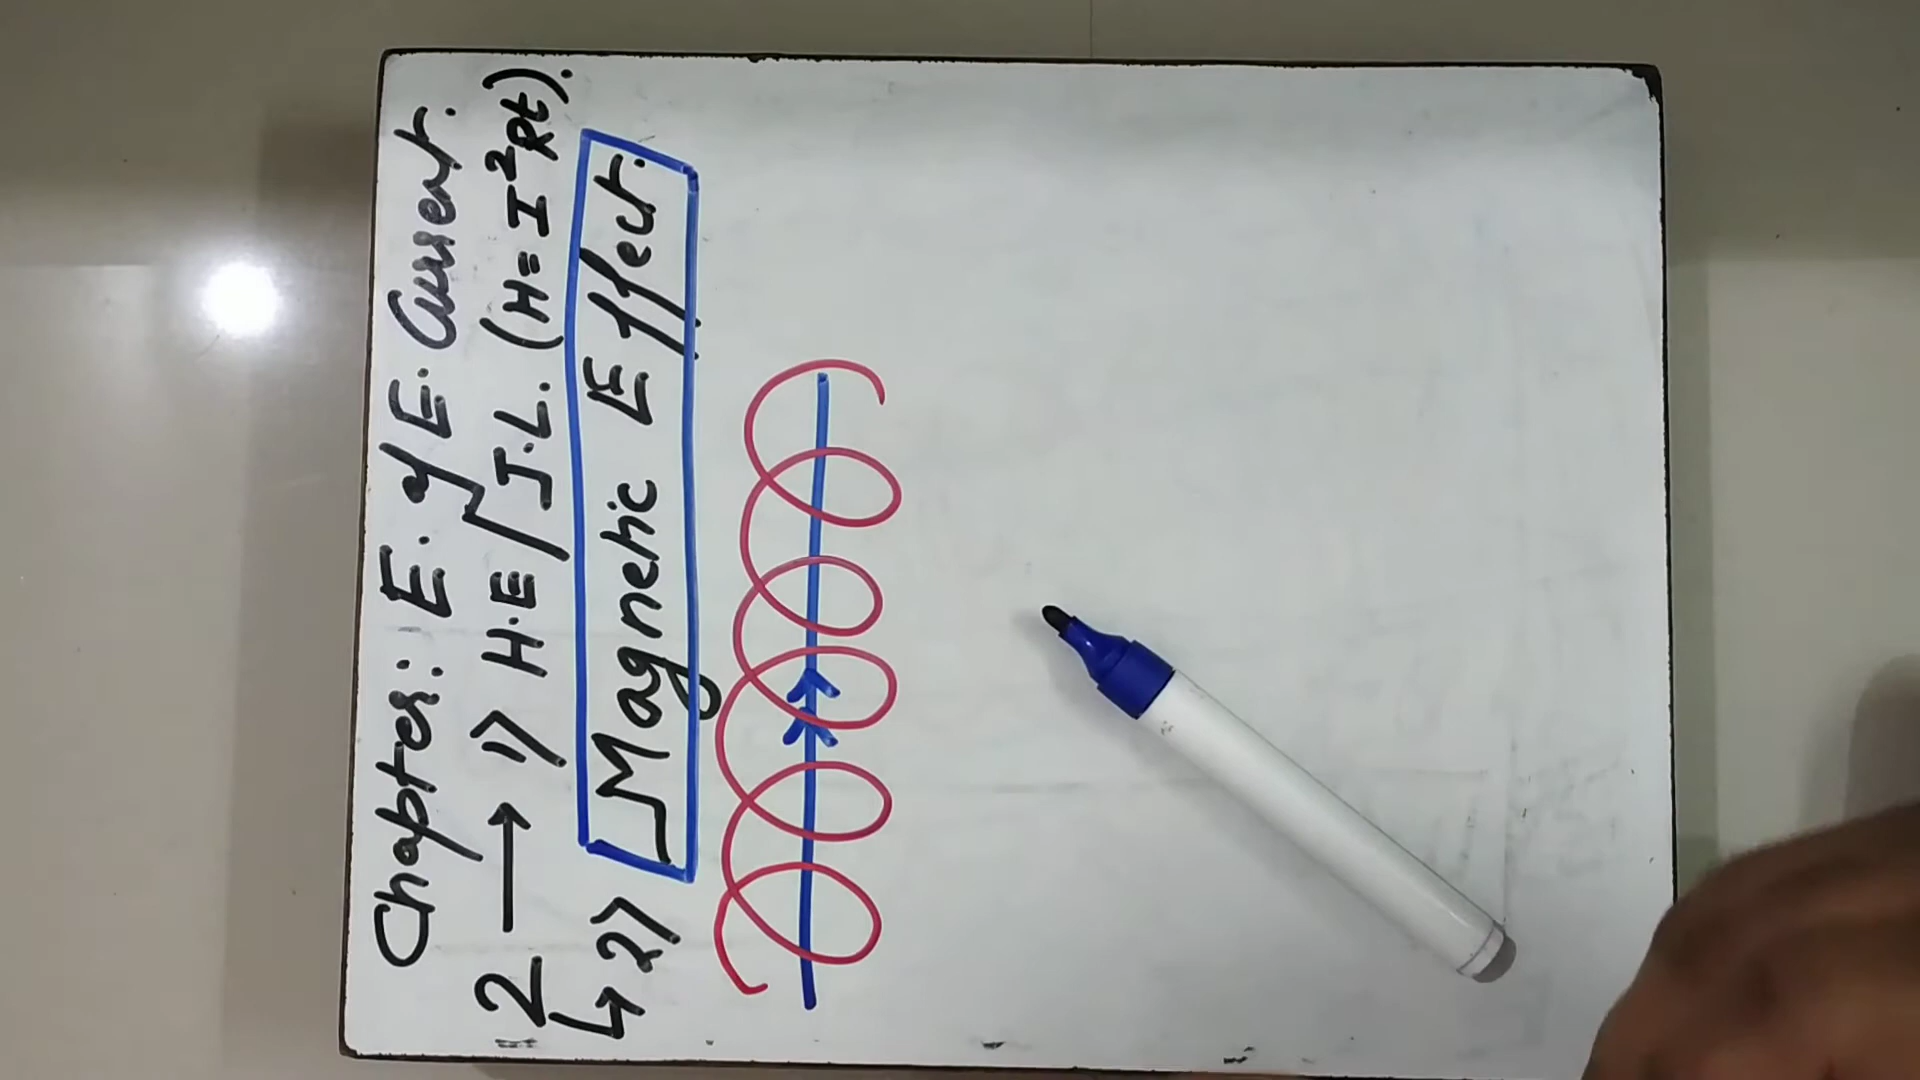 Chapter:: E. of E. Current.
2 → 1) H.E / J.L. (H = I²Rt).
↳ 2) Magnetic Effect.